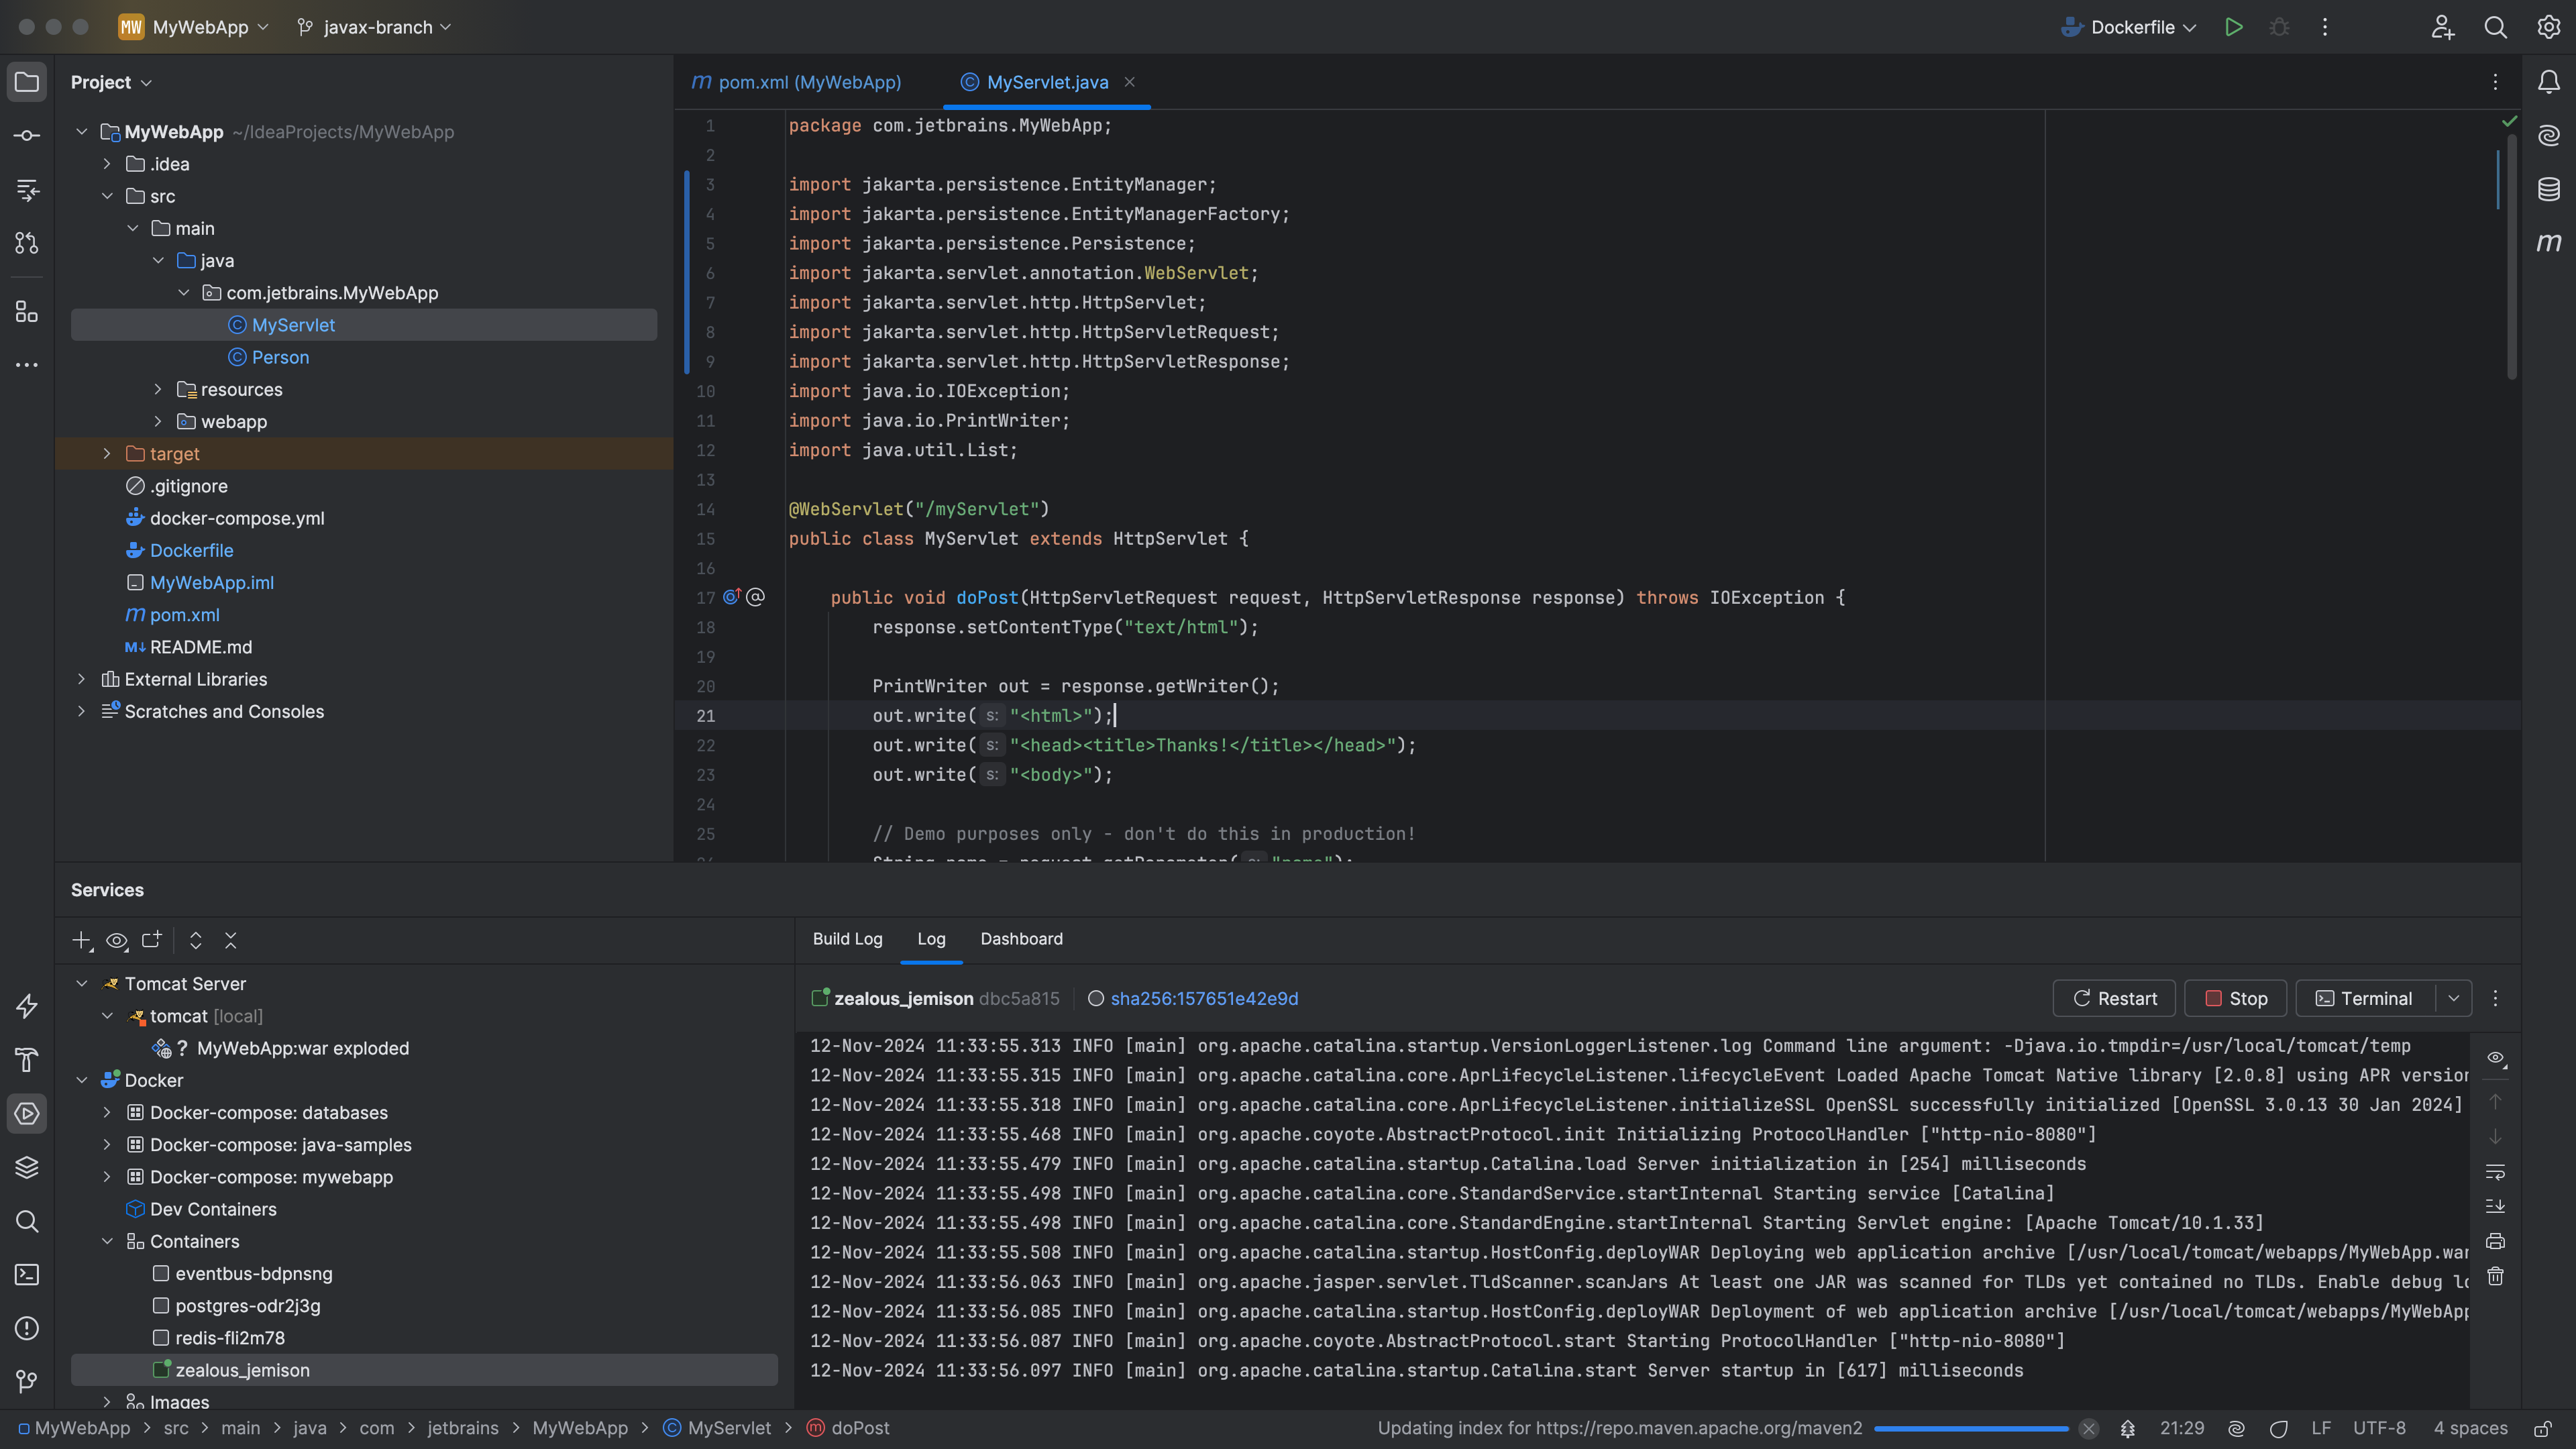 MW MyWebApp javax-branch Dockerfile
Project
MyWebApp ~/IdeaProjects/MyWebApp
.idea
src
main
java
com.jetbrains.MyWebApp
MyServlet
Person
resources
webapp
target
.gitignore
docker-compose.yml
Dockerfile
MyWebApp.iml
m pom.xml
M↓ README.md
External Libraries
Scratches and Consoles
m pom.xml (MyWebApp) MyServlet.java
1 package com.jetbrains.MyWebApp;
2
3 import jakarta.persistence.EntityManager;
4 import jakarta.persistence.EntityManagerFactory;
5 import jakarta.persistence.Persistence;
6 import jakarta.servlet.annotation.WebServlet;
7 import jakarta.servlet.http.HttpServlet;
8 import jakarta.servlet.http.HttpServletRequest;
9 import jakarta.servlet.http.HttpServletResponse;
10 import java.io.IOException;
11 import java.io.PrintWriter;
12 import java.util.List;
13
14 @WebServlet("/myServlet")
15 public class MyServlet extends HttpServlet {
16
17 public void doPost(HttpServletRequest request, HttpServletResponse response) throws IOException {
18 response.setContentType("text/html");
19
20 PrintWriter out = response.getWriter();
21 out.write( s: "<html>");
22 out.write( s: "<head><title>Thanks!</title></head>");
23 out.write( s: "<body>");
24
25 // Demo purposes only - don't do this in production!
Services
Tomcat Server
tomcat [local]
? MyWebApp:war exploded
Docker
Docker-compose: databases
Docker-compose: java-samples
Docker-compose: mywebapp
Dev Containers
Containers
eventbus-bdpnsng
postgres-odr2j3g
redis-fli2m78
zealous_jemison
Images
Build Log Log Dashboard
zealous_jemison dbc5a815 sha256:157651e42e9d Restart Stop Terminal
12-Nov-2024 11:33:55.313 INFO [main] org.apache.catalina.startup.VersionLoggerListener.log Command line argument: -Djava.io.tmpdir=/usr/local/tomcat/temp
12-Nov-2024 11:33:55.315 INFO [main] org.apache.catalina.core.AprLifecycleListener.lifecycleEvent Loaded Apache Tomcat Native library [2.0.8] using APR version
12-Nov-2024 11:33:55.318 INFO [main] org.apache.catalina.core.AprLifecycleListener.initializeSSL OpenSSL successfully initialized [OpenSSL 3.0.13 30 Jan 2024]
12-Nov-2024 11:33:55.468 INFO [main] org.apache.coyote.AbstractProtocol.init Initializing ProtocolHandler ["http-nio-8080"]
12-Nov-2024 11:33:55.479 INFO [main] org.apache.catalina.startup.Catalina.load Server initialization in [254] milliseconds
12-Nov-2024 11:33:55.498 INFO [main] org.apache.catalina.core.StandardService.startInternal Starting service [Catalina]
12-Nov-2024 11:33:55.498 INFO [main] org.apache.catalina.core.StandardEngine.startInternal Starting Servlet engine: [Apache Tomcat/10.1.33]
12-Nov-2024 11:33:55.508 INFO [main] org.apache.catalina.startup.HostConfig.deployWAR Deploying web application archive [/usr/local/tomcat/webapps/MyWebApp.war
12-Nov-2024 11:33:56.063 INFO [main] org.apache.jasper.servlet.TldScanner.scanJars At least one JAR was scanned for TLDs yet contained no TLDs. Enable debug lo
12-Nov-2024 11:33:56.085 INFO [main] org.apache.catalina.startup.HostConfig.deployWAR Deployment of web application archive [/usr/local/tomcat/webapps/MyWebApp
12-Nov-2024 11:33:56.087 INFO [main] org.apache.coyote.AbstractProtocol.start Starting ProtocolHandler ["http-nio-8080"]
12-Nov-2024 11:33:56.097 INFO [main] org.apache.catalina.startup.Catalina.start Server startup in [617] milliseconds
MyWebApp > src > main > java > com > jetbrains > MyWebApp > MyServlet > doPost Updating index for https://repo.maven.apache.org/maven2 21:29 LF UTF-8 4 spaces